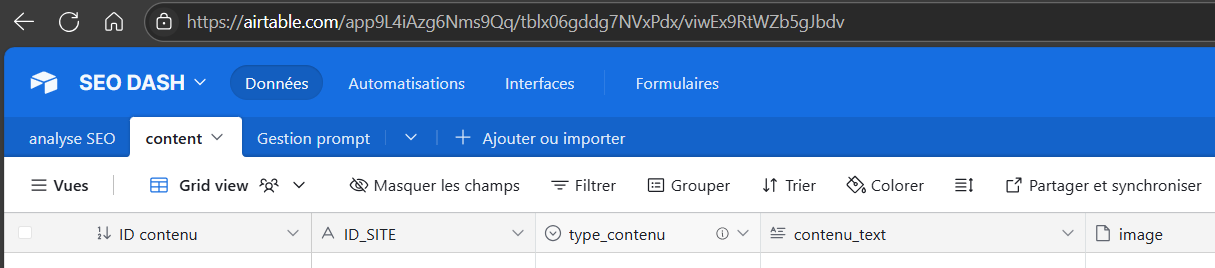 https://airtable.com/app9L4iAzg6Nms9Qq/tblx06gddg7NVxPdx/viwEx9RtWZb5gJbdv
SEO DASH Données Automatisations Interfaces Formulaires
analyse SEO content Gestion prompt Ajouter ou importer
Vues Grid view Masquer les champs Filtrer Grouper Trier Colorer Partager et synchroniser
ID contenu ID_SITE type_contenu contenu_text image